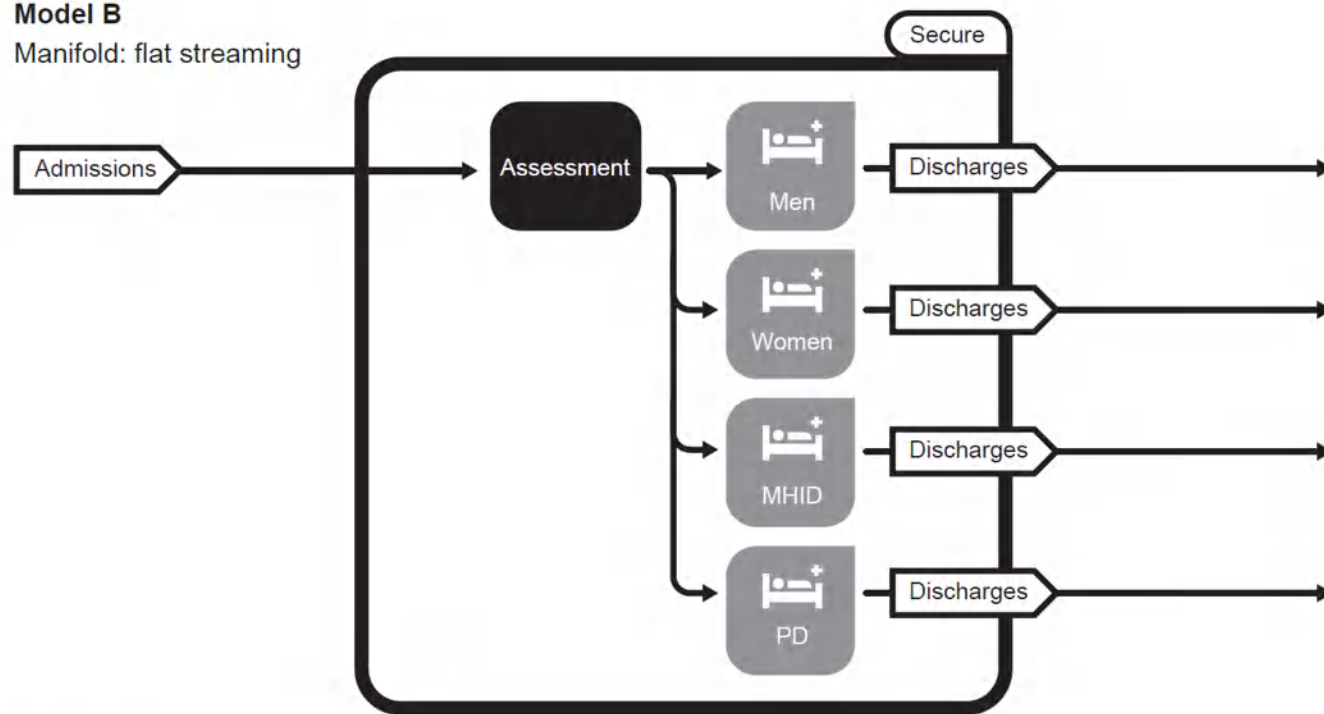 Model B
Manifold: flat streaming
Secure
Admissions
Assessment
Men
Discharges
Women
Discharges
MHID
Discharges
PD
Discharges